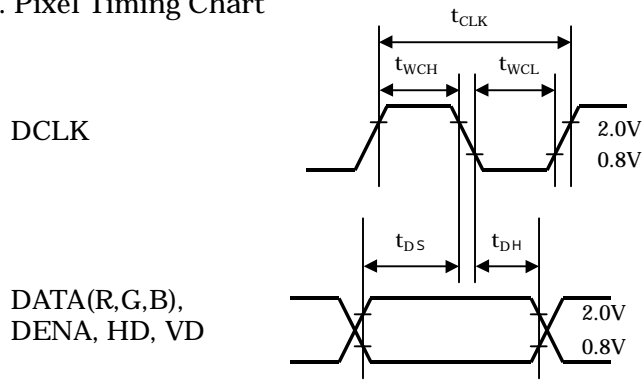 . Pixel Timing Chart
tCLK
tWCH
tWCL
DCLK
2.0V
0.8V
tDS
tDH
DATA(R,G,B),
DENA, HD, VD
2.0V
0.8V